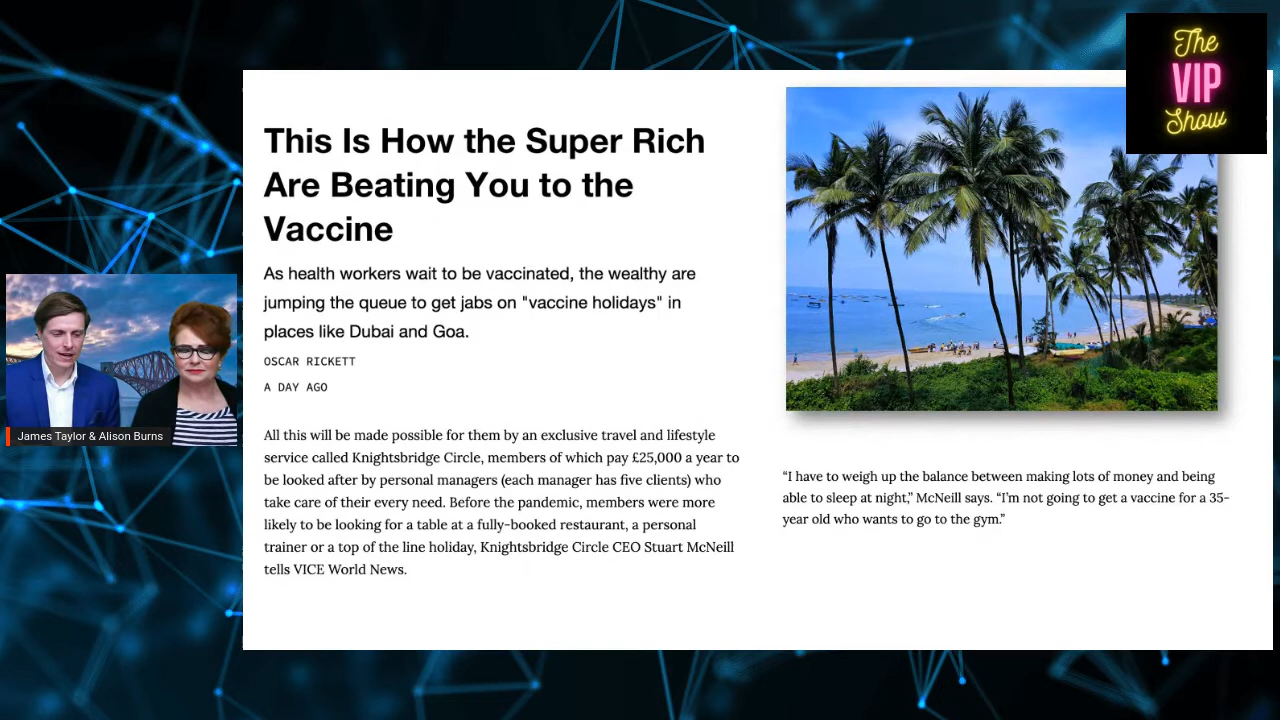 The
VIP
Show
This Is How the Super Rich
Are Beating You to the
Vaccine
As health workers wait to be vaccinated, the wealthy are
jumping the queue to get jabs on "vaccine holidays" in
places like Dubai and Goa.
OSCAR RICKETT
A DAY AGO
All this will be made possible for them by an exclusive travel and lifestyle
service called Knightsbridge Circle, members of which pay £25,000 a year to
be looked after by personal managers (each manager has five clients) who
take care of their every need. Before the pandemic, members were more
likely to be looking for a table at a fully-booked restaurant, a personal
trainer or a top of the line holiday, Knightsbridge Circle CEO Stuart McNeill
tells VICE World News.
“I have to weigh up the balance between making lots of money and being
able to sleep at night,” McNeill says. “I’m not going to get a vaccine for a 35-
year old who wants to go to the gym.”
James Taylor & Alison Burns